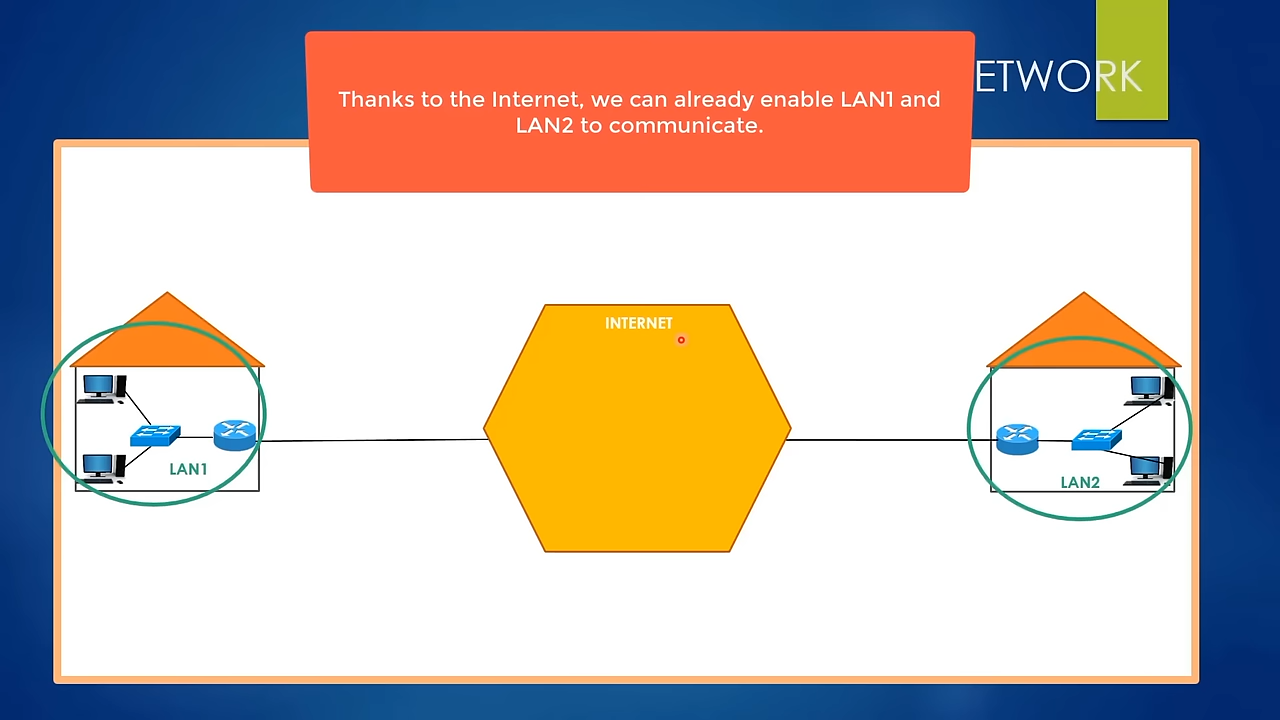 Thanks to the Internet, we can already enable LAN1 and
LAN2 to communicate.
ETWORK
INTERNET
LAN1
LAN2